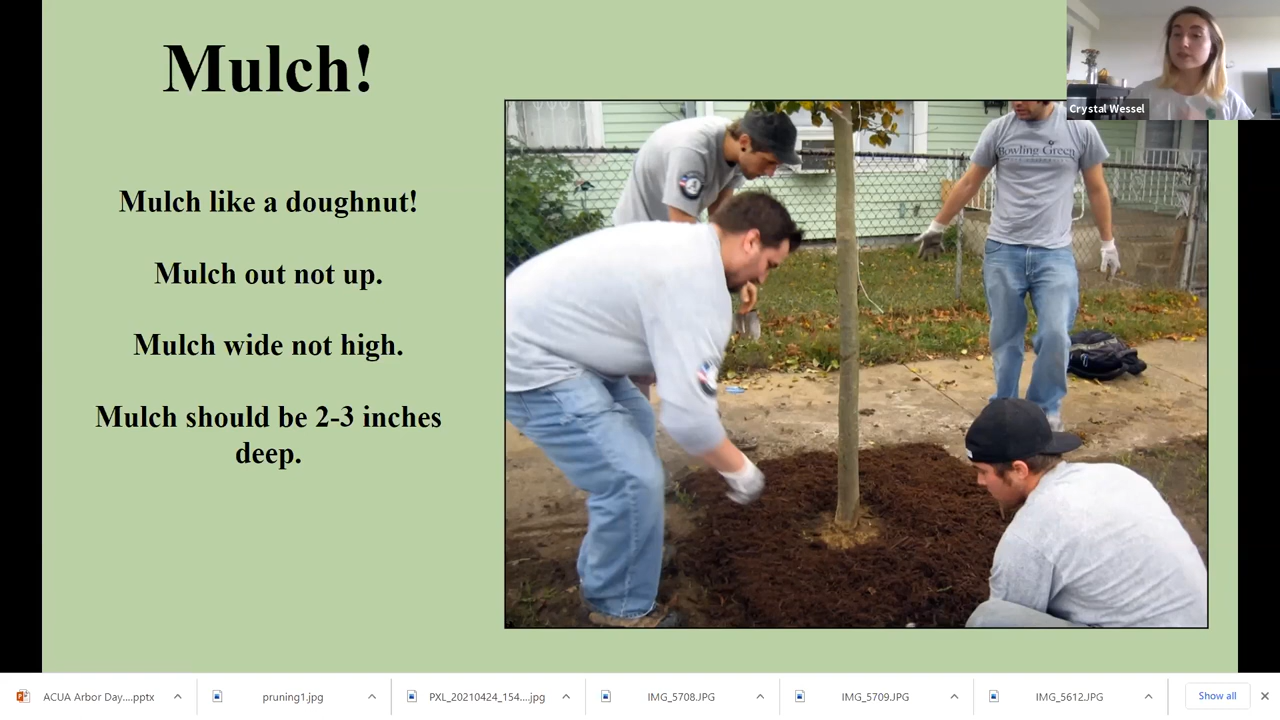 Mulch!
Mulch like a doughnut!
Mulch out not up.
Mulch wide not high.
Mulch should be 2-3 inches
deep.
Crystal Wessel
Bowling Green
ACUA Arbor Day....pptx
pruning1.jpg
PXL_20210424_154....jpg
IMG_5708.JPG
IMG_5709.JPG
IMG_5612.JPG
Show all